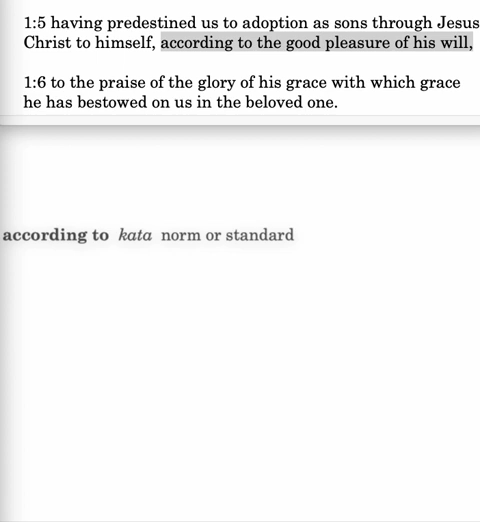 1:5 having predestined us to adoption as sons through Jesus
Christ to himself, according to the good pleasure of his will,
1:6 to the praise of the glory of his grace with which grace
he has bestowed on us in the beloved one.
according to kata norm or standard